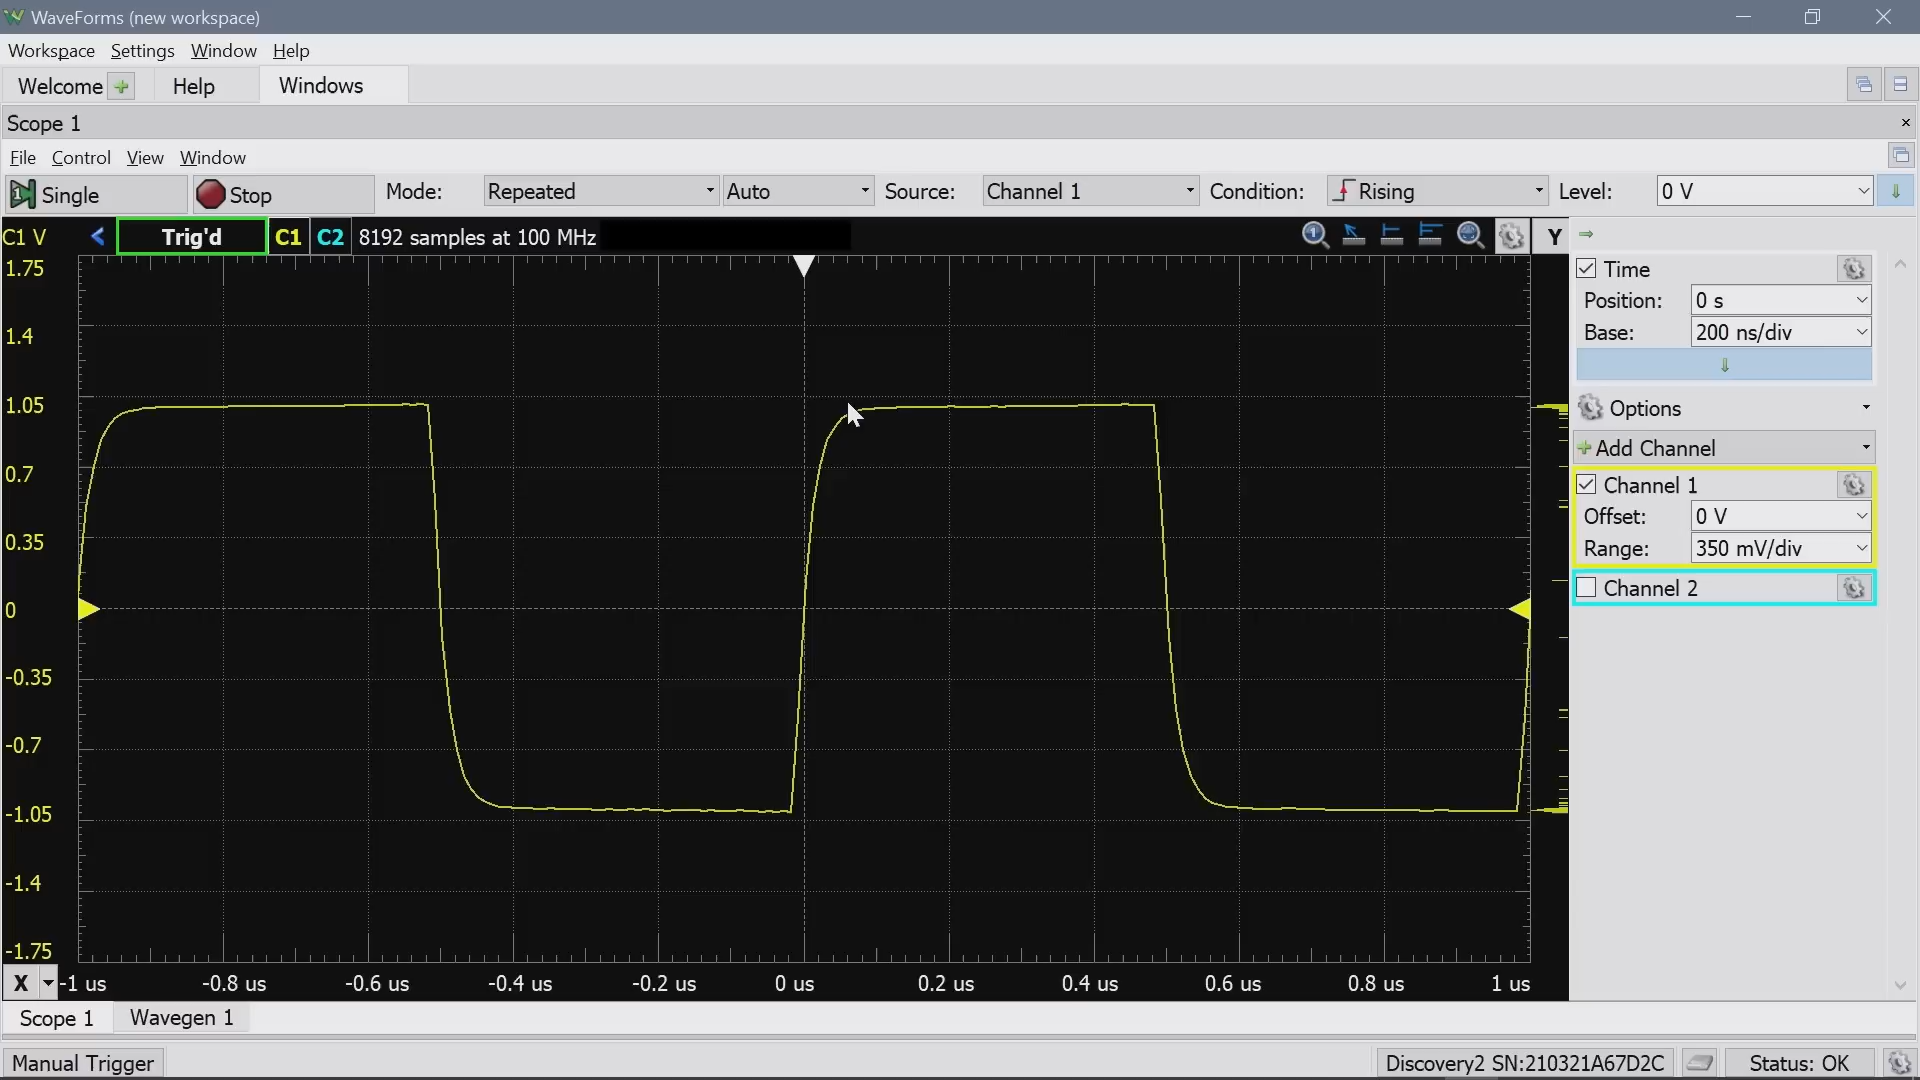 WaveForms (new workspace)
Workspace Settings Window Help
Welcome Help Windows
Scope 1
File Control View Window
Single Stop Mode: Repeated Auto Source: Channel 1 Condition: Rising Level: 0 V
C1 V Trig'd C1 C2 8192 samples at 100 MHz Y
1.75
1.4
1.05
0.7
0.35
0
-0.35
-0.7
-1.05
-1.4
-1.75
X -1 us -0.8 us -0.6 us -0.4 us -0.2 us 0 us 0.2 us 0.4 us 0.6 us 0.8 us 1 us
Time
Position: 0 s
Base: 200 ns/div
Options
Add Channel
Channel 1
Offset: 0 V
Range: 350 mV/div
Channel 2
Scope 1 Wavegen 1
Manual Trigger Discovery2 SN:210321A67D2C Status: OK